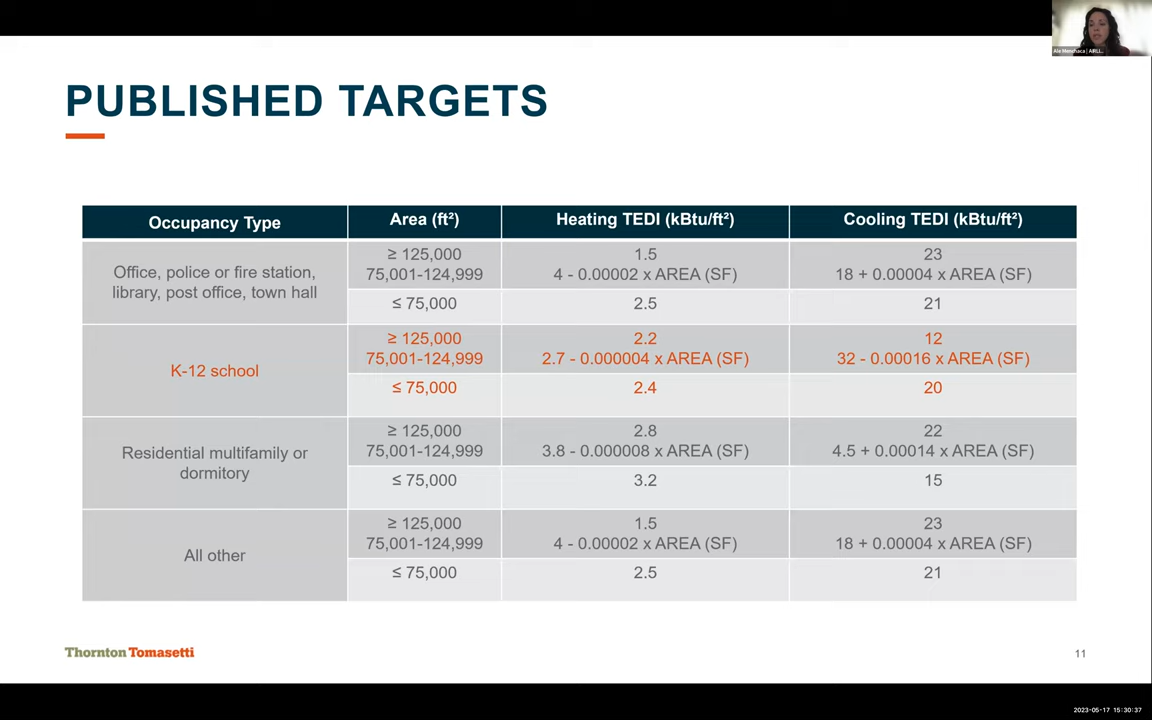 PUBLISHED TARGETS
Occupancy Type Area (ft²) Heating TEDI (kBtu/ft²) Cooling TEDI (kBtu/ft²)
Office, police or fire station,
library, post office, town hall
≥ 125,000 1.5 23
75,001-124,999 4 - 0.00002 x AREA (SF) 18 + 0.00004 x AREA (SF)
≤ 75,000 2.5 21
K-12 school
≥ 125,000 2.2 12
75,001-124,999 2.7 - 0.000004 x AREA (SF) 32 - 0.00016 x AREA (SF)
≤ 75,000 2.4 20
Residential multifamily or
dormitory
≥ 125,000 2.8 22
75,001-124,999 3.8 - 0.000008 x AREA (SF) 4.5 + 0.00014 x AREA (SF)
≤ 75,000 3.2 15
All other
≥ 125,000 1.5 23
75,001-124,999 4 - 0.00002 x AREA (SF) 18 + 0.00004 x AREA (SF)
≤ 75,000 2.5 21
Thornton Tomasetti
11
2023-05-17 15:30:37